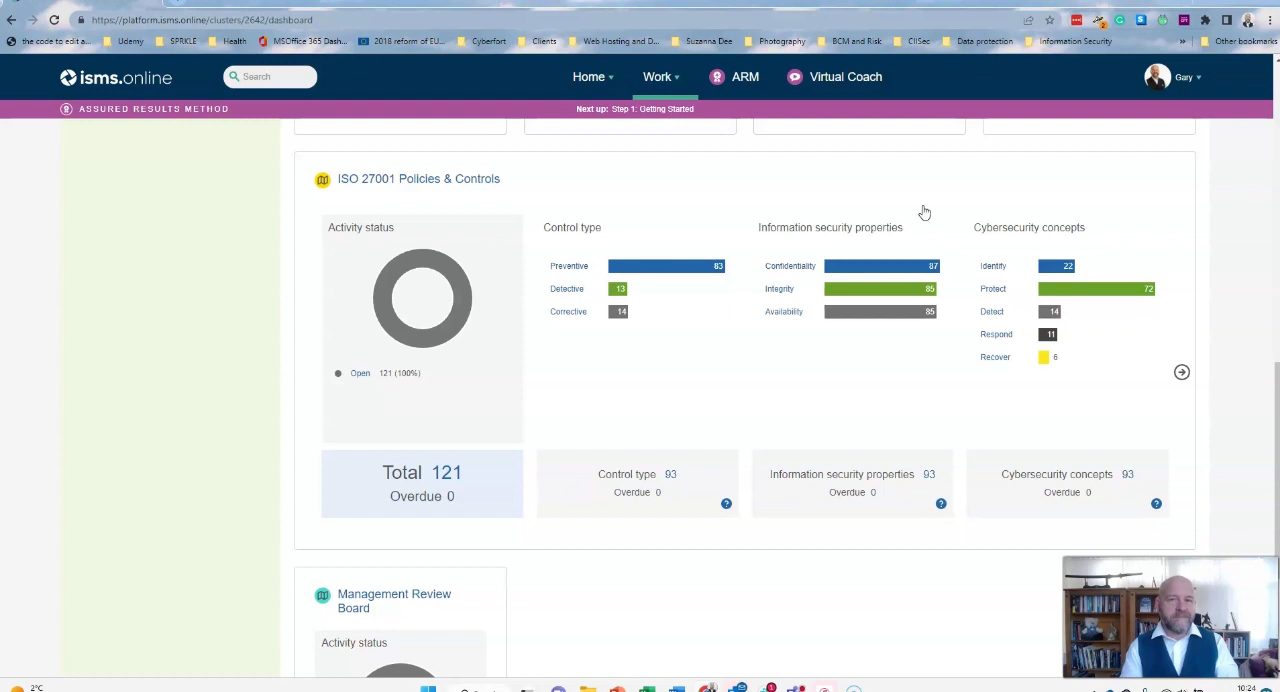 https://platform.isms.online/clusters/2642/dashboard
the code to edit a... Udemy SPRKLE Health MSOffice 365 Dash... 2018 reform of EU... Cyberfort Clients Web Hosting and D... Suzanna Dee Photography BCM and Risk CIISec Data protection Information Security » Other bookmarks
isms.online Search Home Work ARM Virtual Coach Gary
ASSURED RESULTS METHOD Next up: Step 1: Getting Started
ISO 27001 Policies & Controls
Activity status
Open 121 (100%)
Total 121
Overdue 0
Control type
Preventive 83
Detective 13
Corrective 14
Control type 93
Overdue 0
?
Information security properties
Confidentiality 87
Integrity 85
Availability 85
Information security properties 93
Overdue 0
?
Cybersecurity concepts
Identify 22
Protect 72
Detect 14
Respond 11
Recover 6
Cybersecurity concepts 93
Overdue 0
?
Management Review
Board
Activity status
2°C
10:24